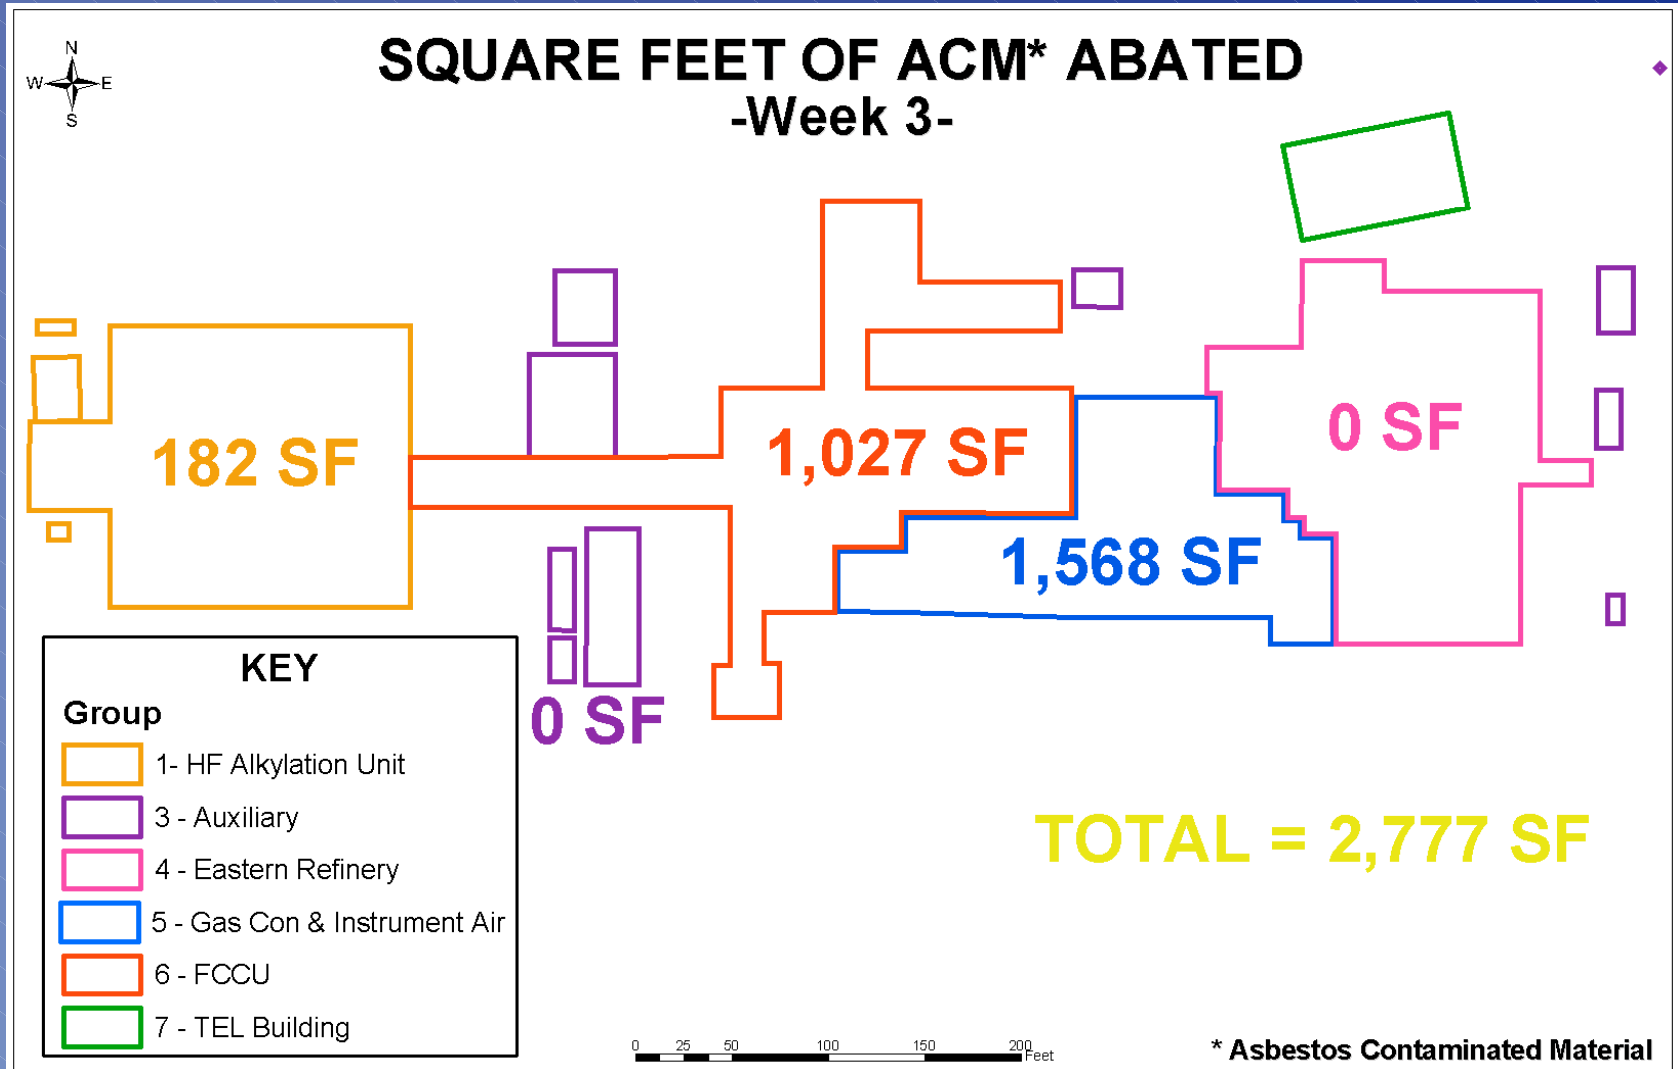 SQUARE FEET OF ACM* ABATED
-Week 3-
N
W E
S
182 SF
1,027 SF
0 SF
1,568 SF
0 SF
TOTAL = 2,777 SF
KEY
Group
1- HF Alkylation Unit
3 - Auxiliary
4 - Eastern Refinery
5 - Gas Con & Instrument Air
6 - FCCU
7 - TEL Building
0 25 50 100 150 200
Feet
* Asbestos Contaminated Material